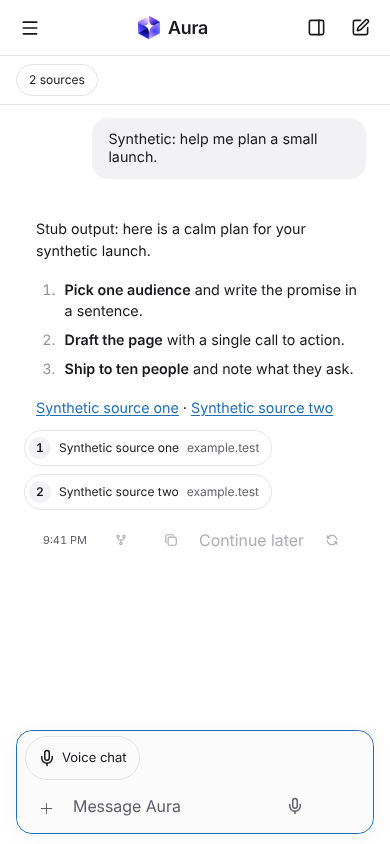 Aura
2 sources
Synthetic: help me plan a small
launch.
Stub output: here is a calm plan for your
synthetic launch.
1. Pick one audience and write the promise in
a sentence.
2. Draft the page with a single call to action.
3. Ship to ten people and note what they ask.
Synthetic source one · Synthetic source two
1 Synthetic source one example.test
2 Synthetic source two example.test
9:41 PM Continue later
Voice chat
Message Aura